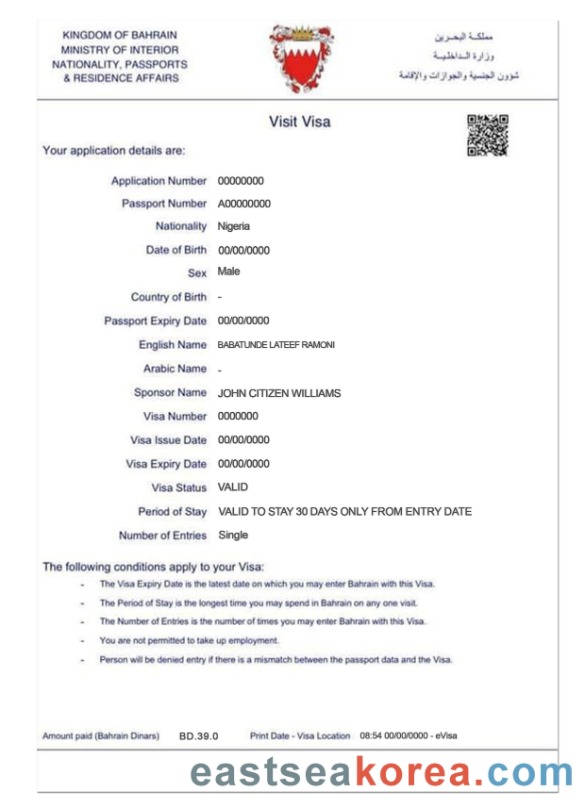 KINGDOM OF BAHRAIN
MINISTRY OF INTERIOR
NATIONALITY, PASSPORTS
& RESIDENCE AFFAIRS
مملكـة البحـرين
وزارة الـداخليـة
شؤون الجنسية والجوازات والإقامة
Visit Visa
Your application details are:
Application Number 00000000
Passport Number A00000000
Nationality Nigeria
Date of Birth 00/00/0000
Sex Male
Country of Birth -
Passport Expiry Date 00/00/0000
English Name BABATUNDE LATEEF RAMONI
Arabic Name -
Sponsor Name JOHN CITIZEN WILLIAMS
Visa Number 0000000
Visa Issue Date 00/00/0000
Visa Expiry Date 00/00/0000
Visa Status VALID
Period of Stay VALID TO STAY 30 DAYS ONLY FROM ENTRY DATE
Number of Entries Single
The following conditions apply to your Visa:
- The Visa Expiry Date is the latest date on which you may enter Bahrain with this Visa.
- The Period of Stay is the longest time you may spend in Bahrain on any one visit.
- The Number of Entries is the number of times you may enter Bahrain with this Visa.
- You are not permitted to take up employment.
- Person will be denied entry if there is a mismatch between the passport data and the Visa.
Amount paid (Bahrain Dinars) BD.39.0 Print Date - Visa Location 08:54 00/00/0000 - eVisa
eastseakorea.com